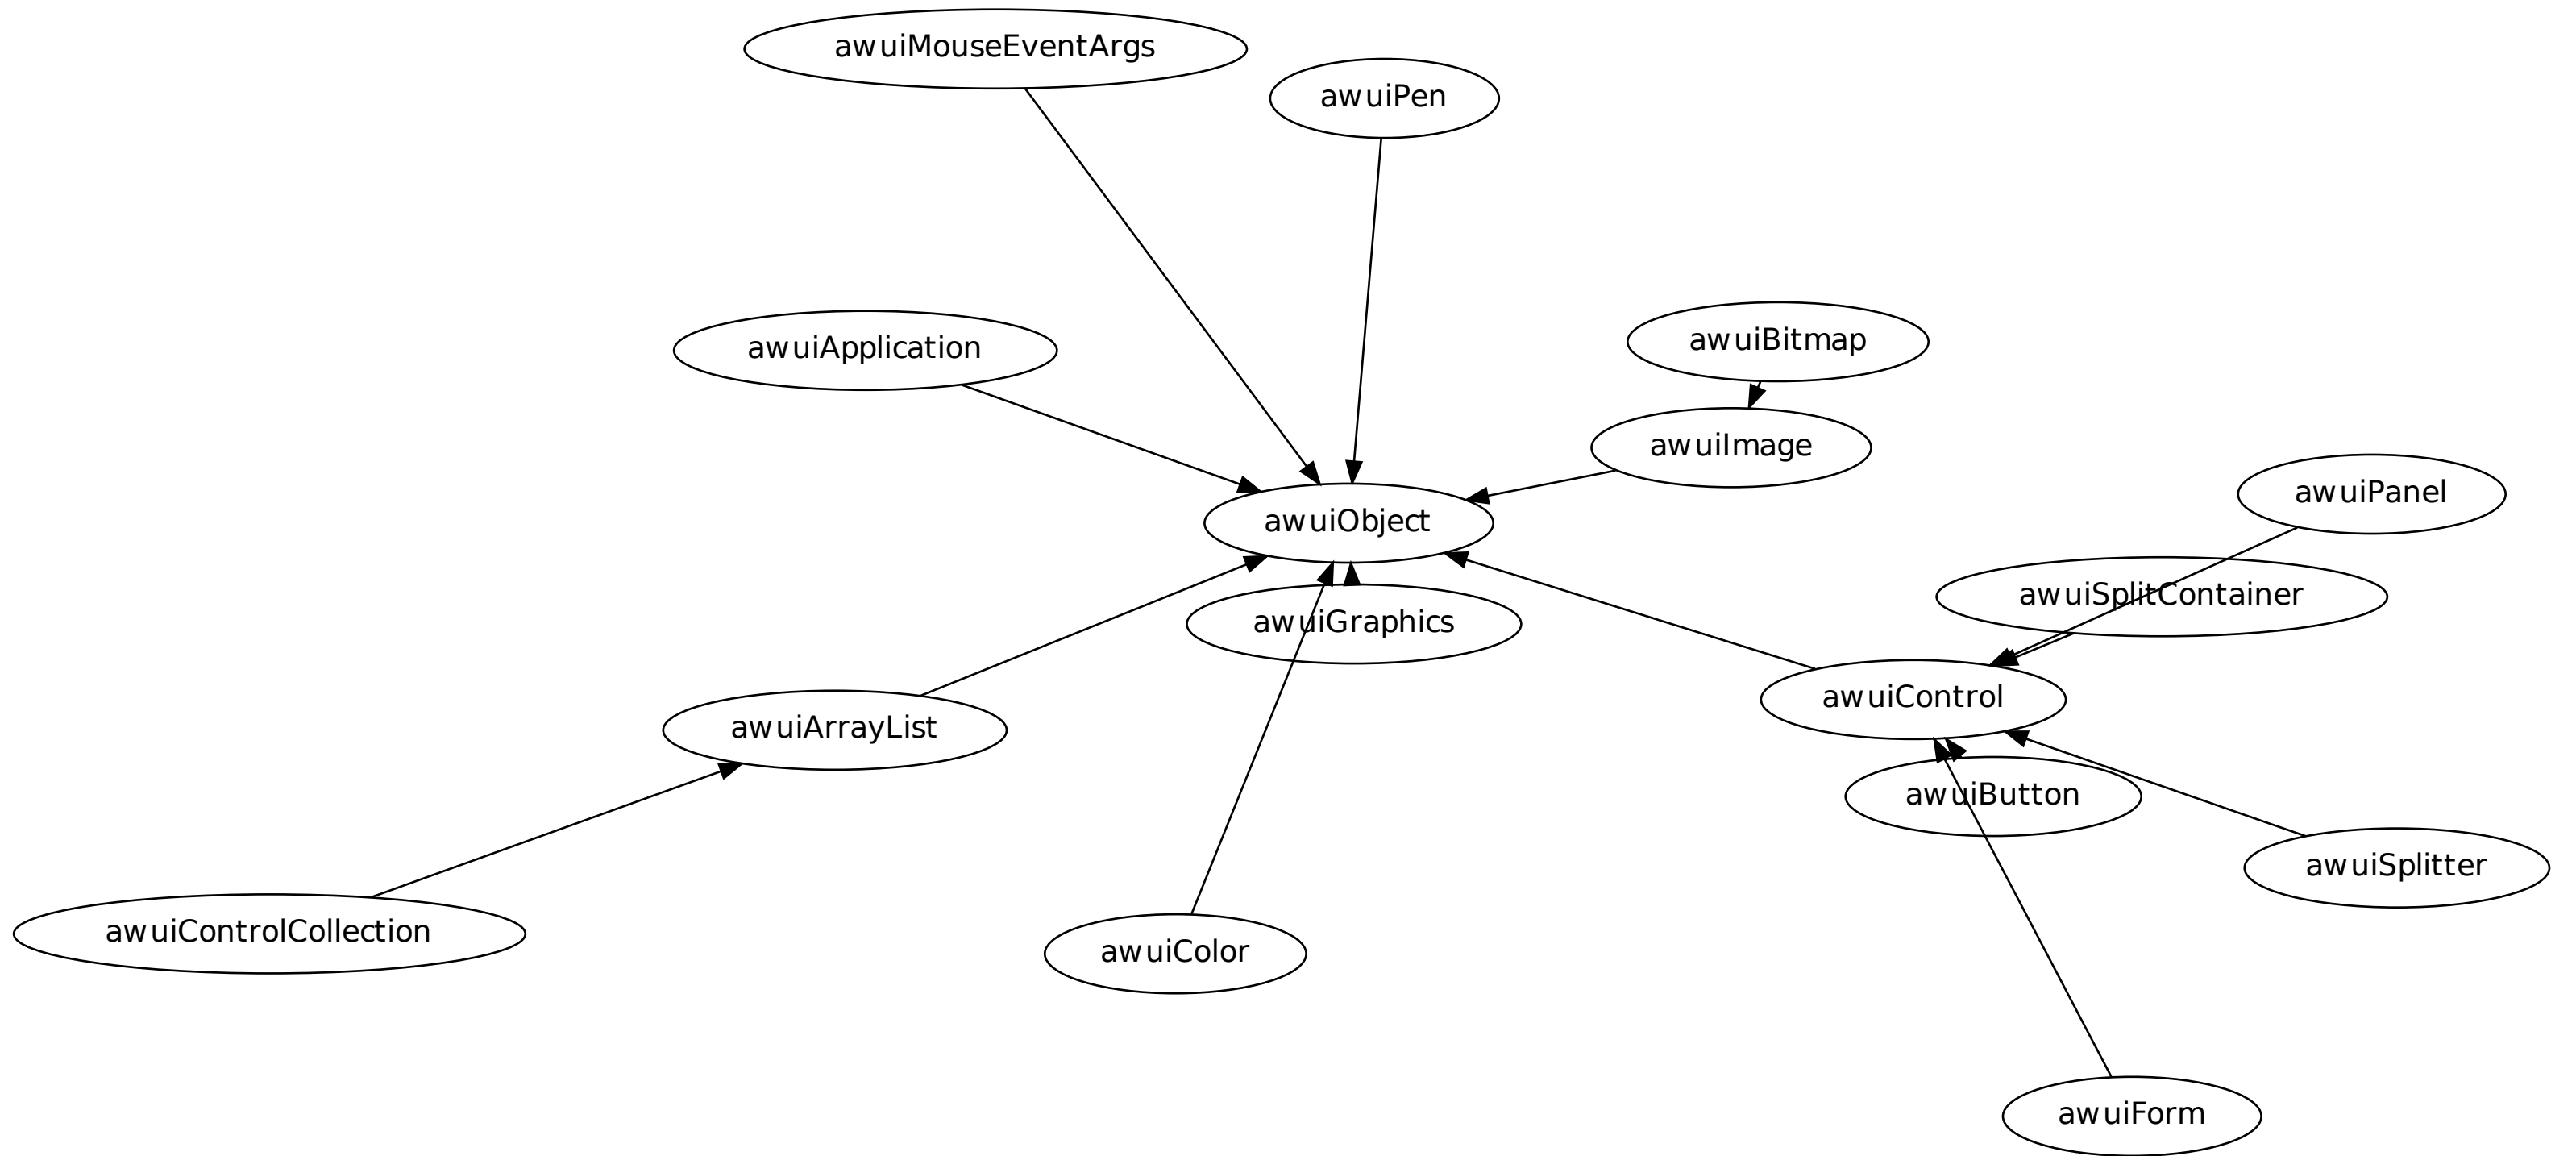 awuiMouseEventArgs
awuiPen
awuiBitmap
awuiApplication
awuiImage
awuiPanel
awuiObject
awuiSplitContainer
awuiGraphics
awuiControl
awuiArrayList
awuiButton
awuiSplitter
awuiControlCollection
awuiColor
awuiForm